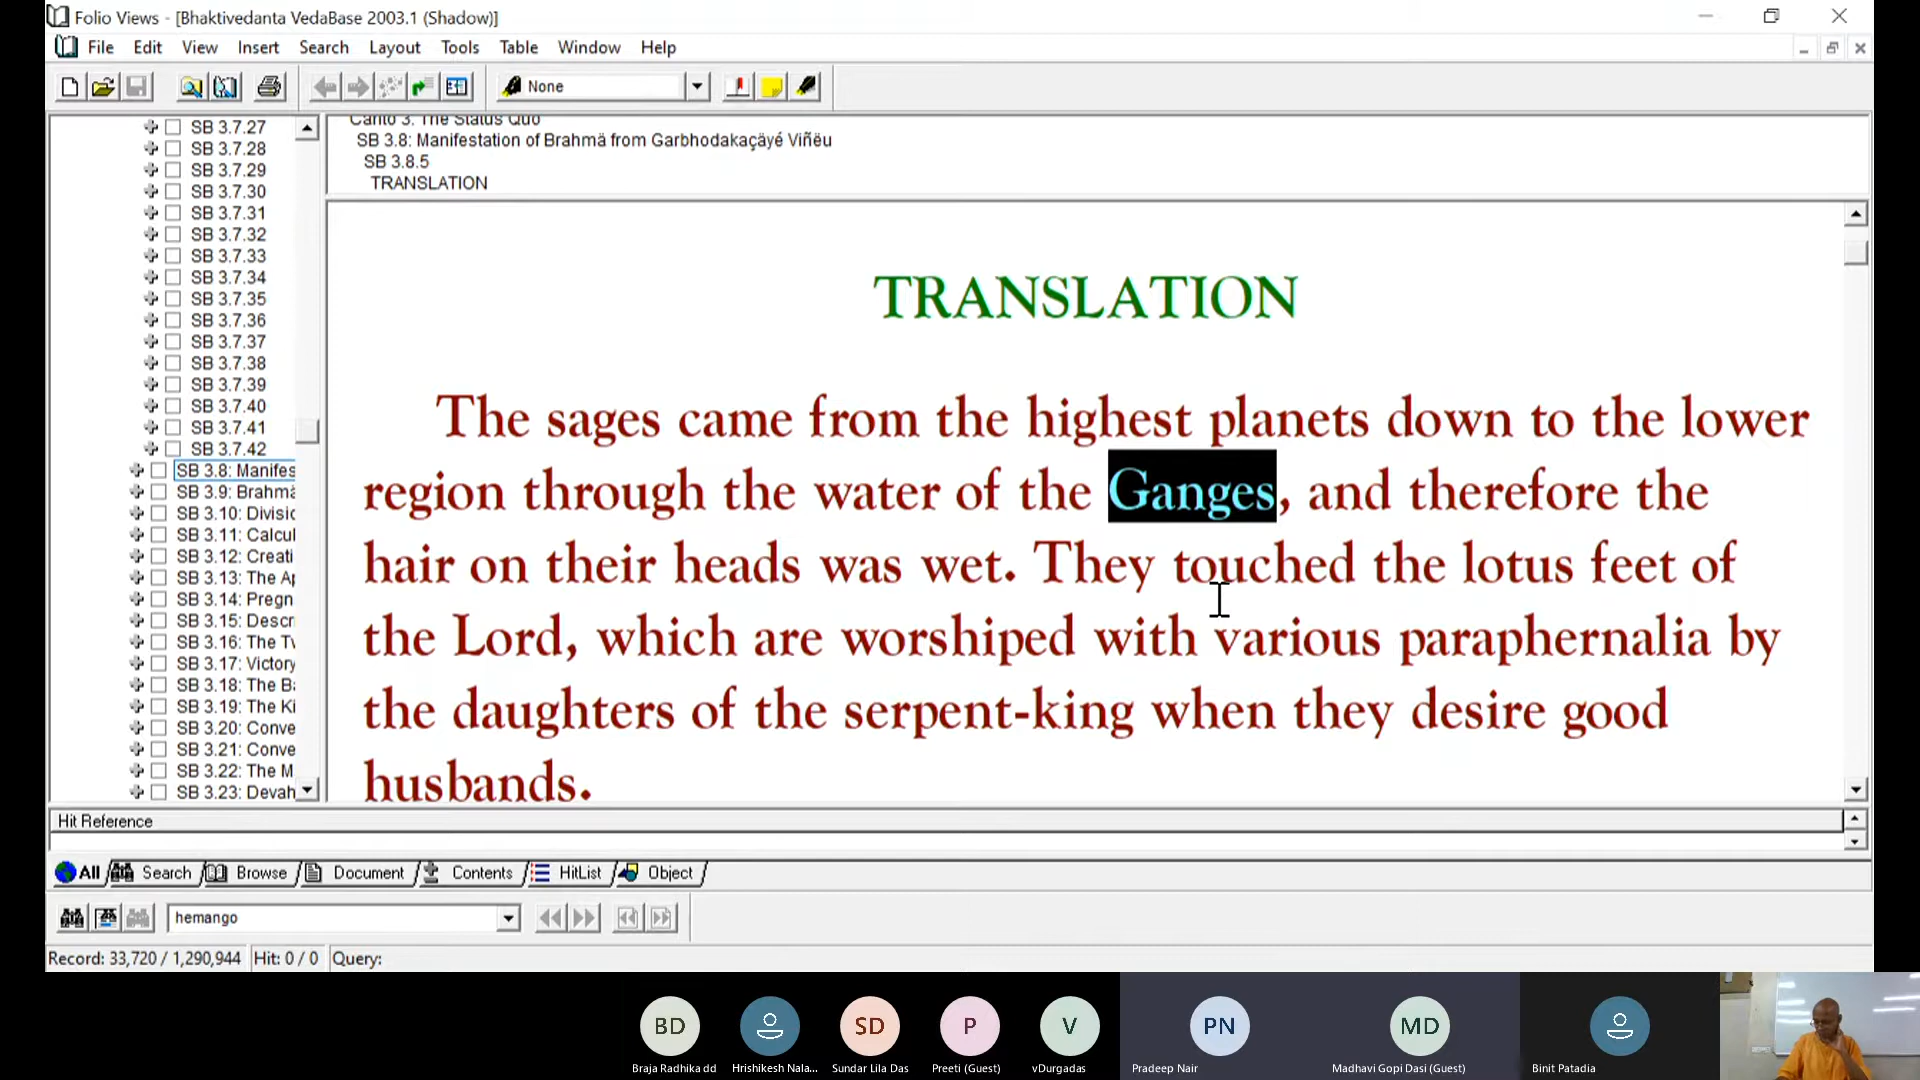 Folio Views - [Bhaktivedanta VedaBase 2003.1 (Shadow)]
File Edit View Insert Search Layout Tools Table Window Help
None
SB 3.7.27
SB 3.7.28
SB 3.7.29
SB 3.7.30
SB 3.7.31
SB 3.7.32
SB 3.7.33
SB 3.7.34
SB 3.7.35
SB 3.7.36
SB 3.7.37
SB 3.7.38
SB 3.7.39
SB 3.7.40
SB 3.7.41
SB 3.7.42
SB 3.8: Manifes
SB 3.9: Brahmä
SB 3.10: Divisic
SB 3.11: Calcul
SB 3.12: Creati
SB 3.13: The Ap
SB 3.14: Pregn
SB 3.15: Descr
SB 3.16: The Tv
SB 3.17: Victory
SB 3.18: The Ba
SB 3.19: The Ki
SB 3.20: Conve
SB 3.21: Conve
SB 3.22: The M
SB 3.23: Devah
Canto 3: The Status Quo
SB 3.8: Manifestation of Brahmä from Garbhodakaçäyé Viñëu
SB 3.8.5
TRANSLATION
TRANSLATION
The sages came from the highest planets down to the lower
region through the water of the Ganges, and therefore the
hair on their heads was wet. They touched the lotus feet of
the Lord, which are worshiped with various paraphernalia by
the daughters of the serpent-king when they desire good
husbands.
Hit Reference
All Search Browse Document Contents HitList Object
hemango
Record: 33,720 / 1,290,944 Hit: 0 / 0 Query:
BD SD P V PN MD
Braja Radhika dd Hrishikesh Nala... Sundar Lila Das Preeti (Guest) vDurgadas Pradeep Nair Madhavi Gopi Dasi (Guest) Binit Patadia